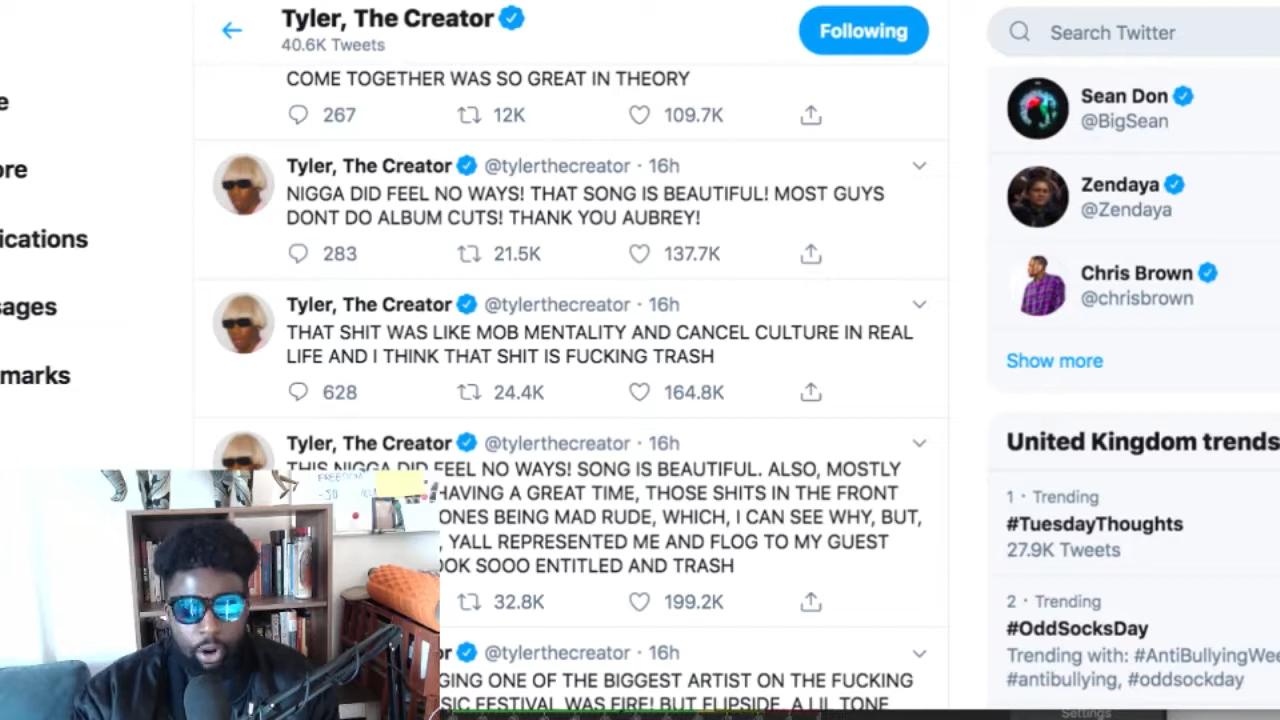 Tyler, The Creator
40.6K Tweets
Following
Search Twitter
COME TOGETHER WAS SO GREAT IN THEORY
267 12K 109.7K
Tyler, The Creator @tylerthecreator · 16h
NIGGA DID FEEL NO WAYS! THAT SONG IS BEAUTIFUL! MOST GUYS
DONT DO ALBUM CUTS! THANK YOU AUBREY!
283 21.5K 137.7K
Tyler, The Creator @tylerthecreator · 16h
THAT SHIT WAS LIKE MOB MENTALITY AND CANCEL CULTURE IN REAL
LIFE AND I THINK THAT SHIT IS FUCKING TRASH
628 24.4K 164.8K
Tyler, The Creator @tylerthecreator · 16h
THIS NIGGA DID FEEL NO WAYS! SONG IS BEAUTIFUL. ALSO, MOSTLY
HAVING A GREAT TIME, THOSE SHITS IN THE FRONT
ONES BEING MAD RUDE, WHICH, I CAN SEE WHY, BUT,
, YALL REPRESENTED ME AND FLOG TO MY GUEST
OOK SOOO ENTITLED AND TRASH
32.8K 199.2K
@tylerthecreator · 16h
GING ONE OF THE BIGGEST ARTIST ON THE FUCKING
SIC FESTIVAL WAS FIRE! BUT FLIPSIDE, A LIL TONE
e
ore
ications
sages
marks
Sean Don
@BigSean
Zendaya
@Zendaya
Chris Brown
@chrisbrown
Show more
United Kingdom trends
1 · Trending
#TuesdayThoughts
27.9K Tweets
2 · Trending
#OddSocksDay
Trending with: #AntiBullyingWee
#antibullying, #oddsockday
Settings
FREEDOM